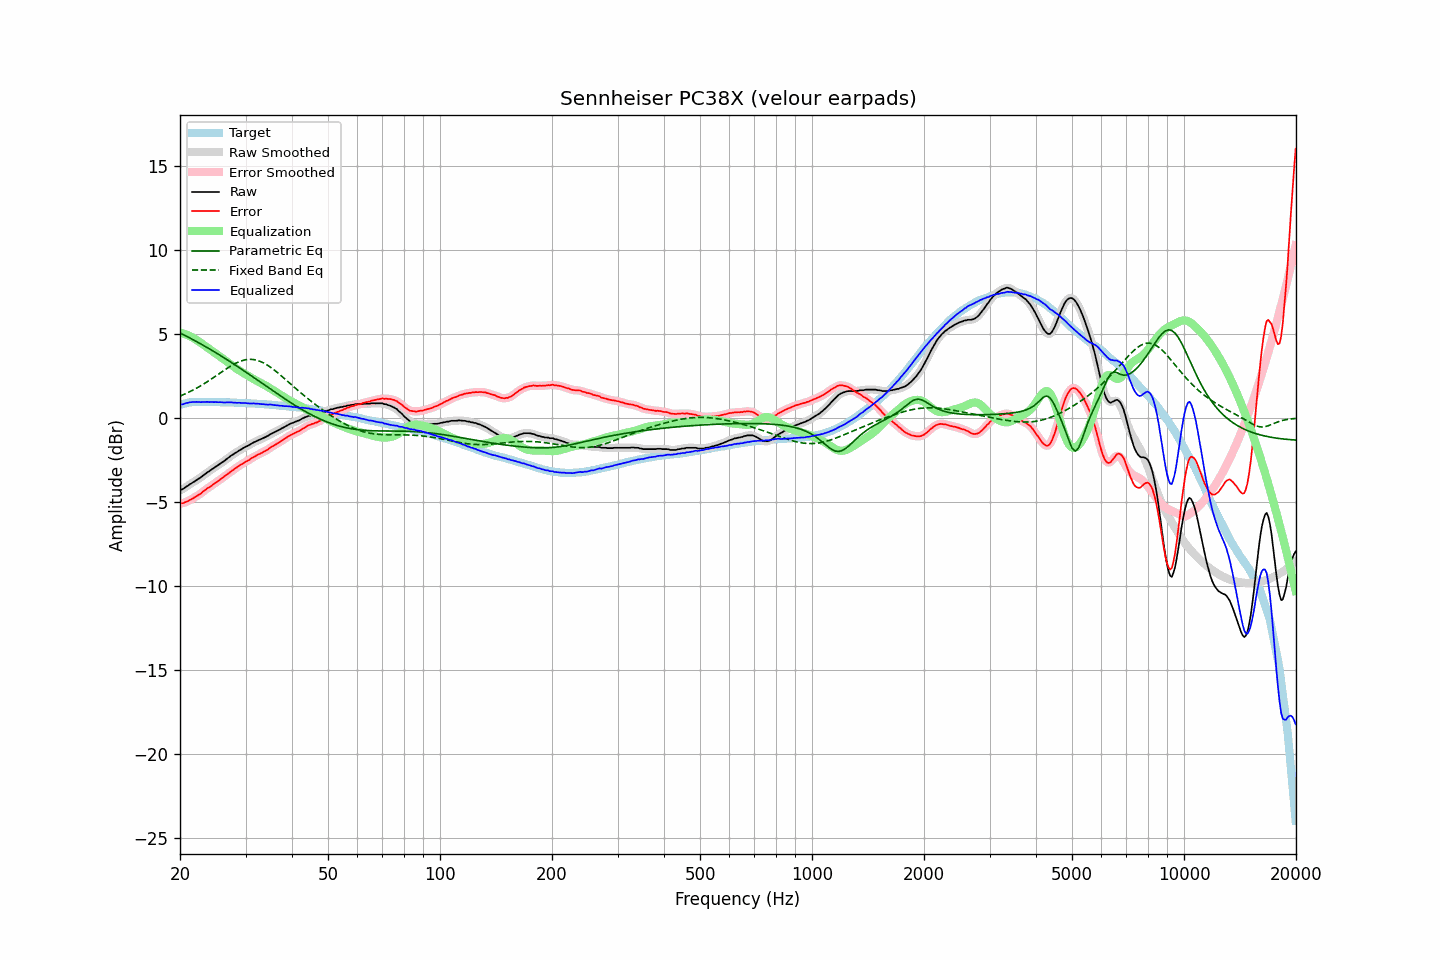 Sennheiser PC38X (velour earpads)
Target
Raw Smoothed
Error Smoothed
Raw
Error
Equalization
Parametric Eq
Fixed Band Eq
Equalized
15
10
5
0
−5
−10
−15
−20
−25
Amplitude (dBr)
20 50 100 200 500 1000 2000 5000 10000 20000
Frequency (Hz)